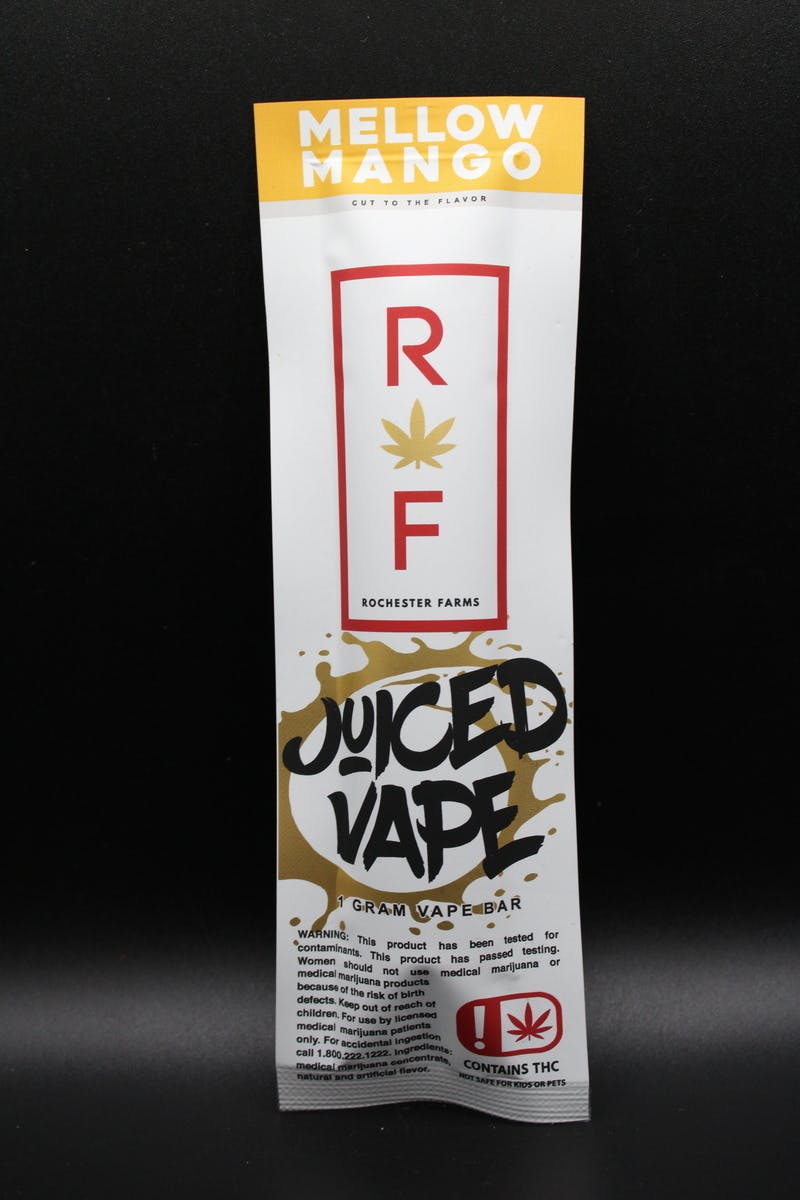 MELLOW
MANGO
CUT TO THE FLAVOR
R
F
ROCHESTER FARMS
JUICED
VAPE
1 GRAM VAPE BAR
WARNING: This product has been tested for
contaminants. This product has passed testing.
Women should not use medical marijuana or
medical marijuana products
because of the risk of birth
defects. Keep out of reach of
children. For use by licensed
medical marijuana patients
only. For accidental ingestion
call 1.800.222.1222. Ingredients:
medical marijuana concentrate,
natural and artificial flavor.
!
CONTAINS THC
NOT SAFE FOR KIDS OR PETS